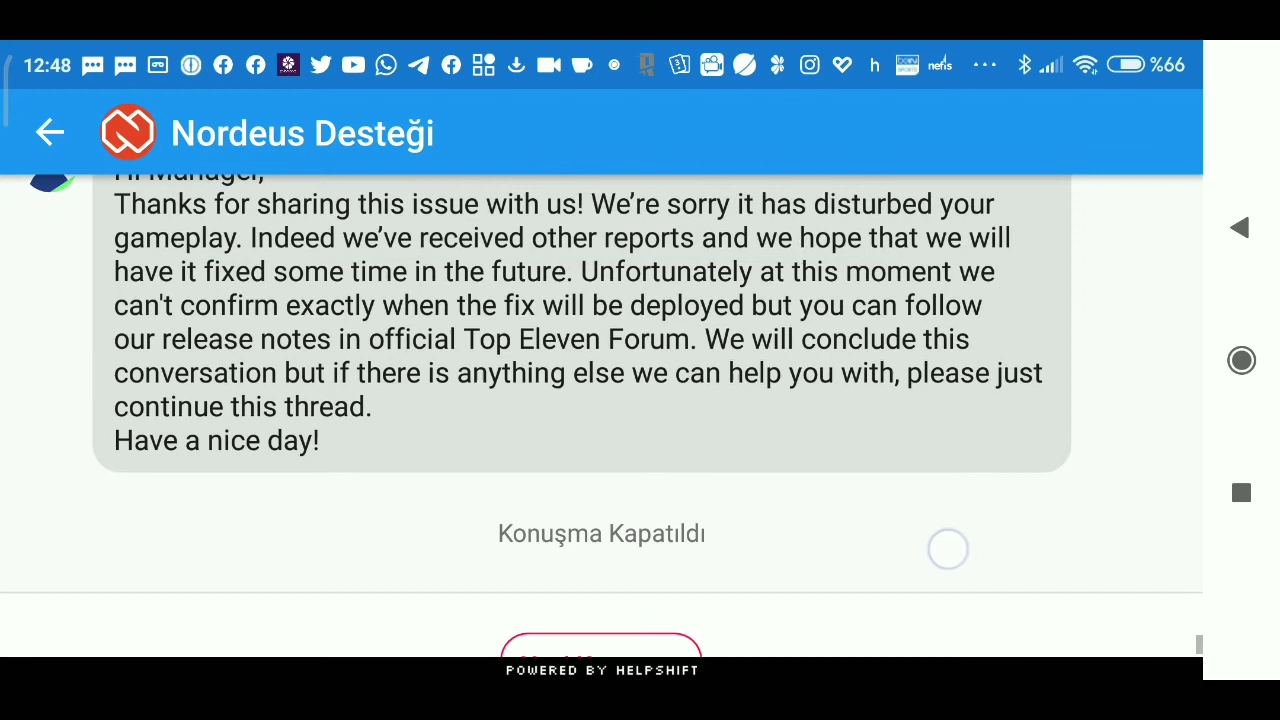 12:48
h
nefis
%66
Nordeus Desteği
Hi Manager,
Thanks for sharing this issue with us! We’re sorry it has disturbed your
gameplay. Indeed we’ve received other reports and we hope that we will
have it fixed some time in the future. Unfortunately at this moment we
can't confirm exactly when the fix will be deployed but you can follow
our release notes in official Top Eleven Forum. We will conclude this
conversation but if there is anything else we can help you with, please just
continue this thread.
Have a nice day!
Konuşma Kapatıldı
POWERED BY HELPSHIFT